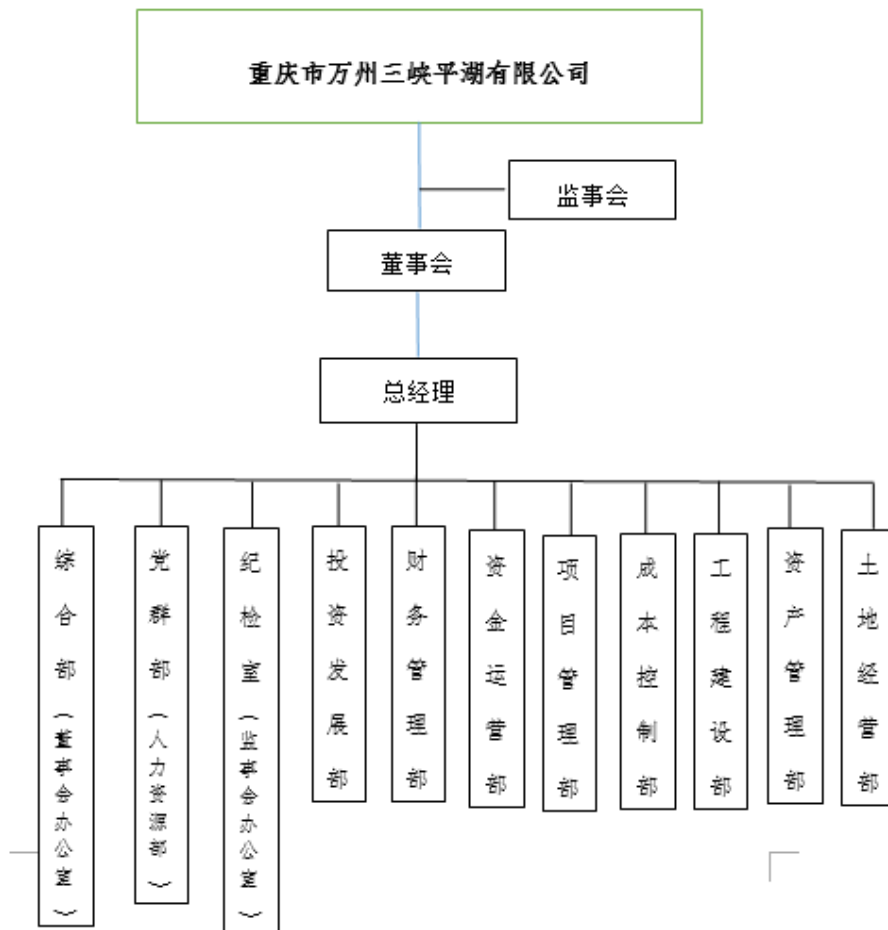 重庆市万州三峡平湖有限公司
监事会
董事会
总经理
综合部（董事会办公室）
党群部（人力资源部）
纪检室（监事会办公室）
投资发展部
财务管理部
资金运营部
项目管理部
成本控制部
工程建设部
资产管理部
土地经营部